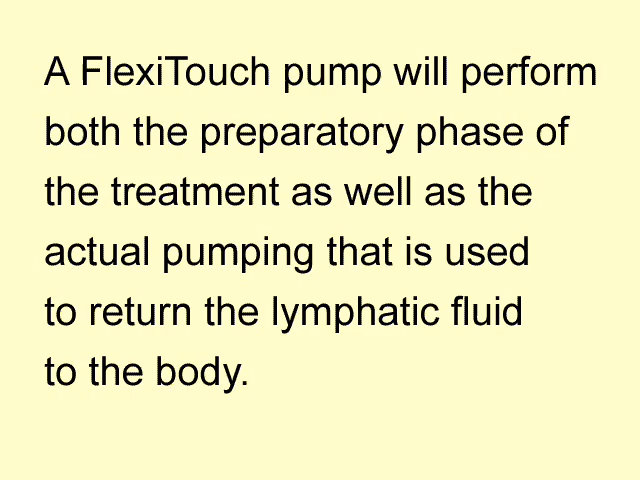 A FlexiTouch pump will perform
both the preparatory phase of
the treatment as well as the
actual pumping that is used
to return the lymphatic fluid
to the body.